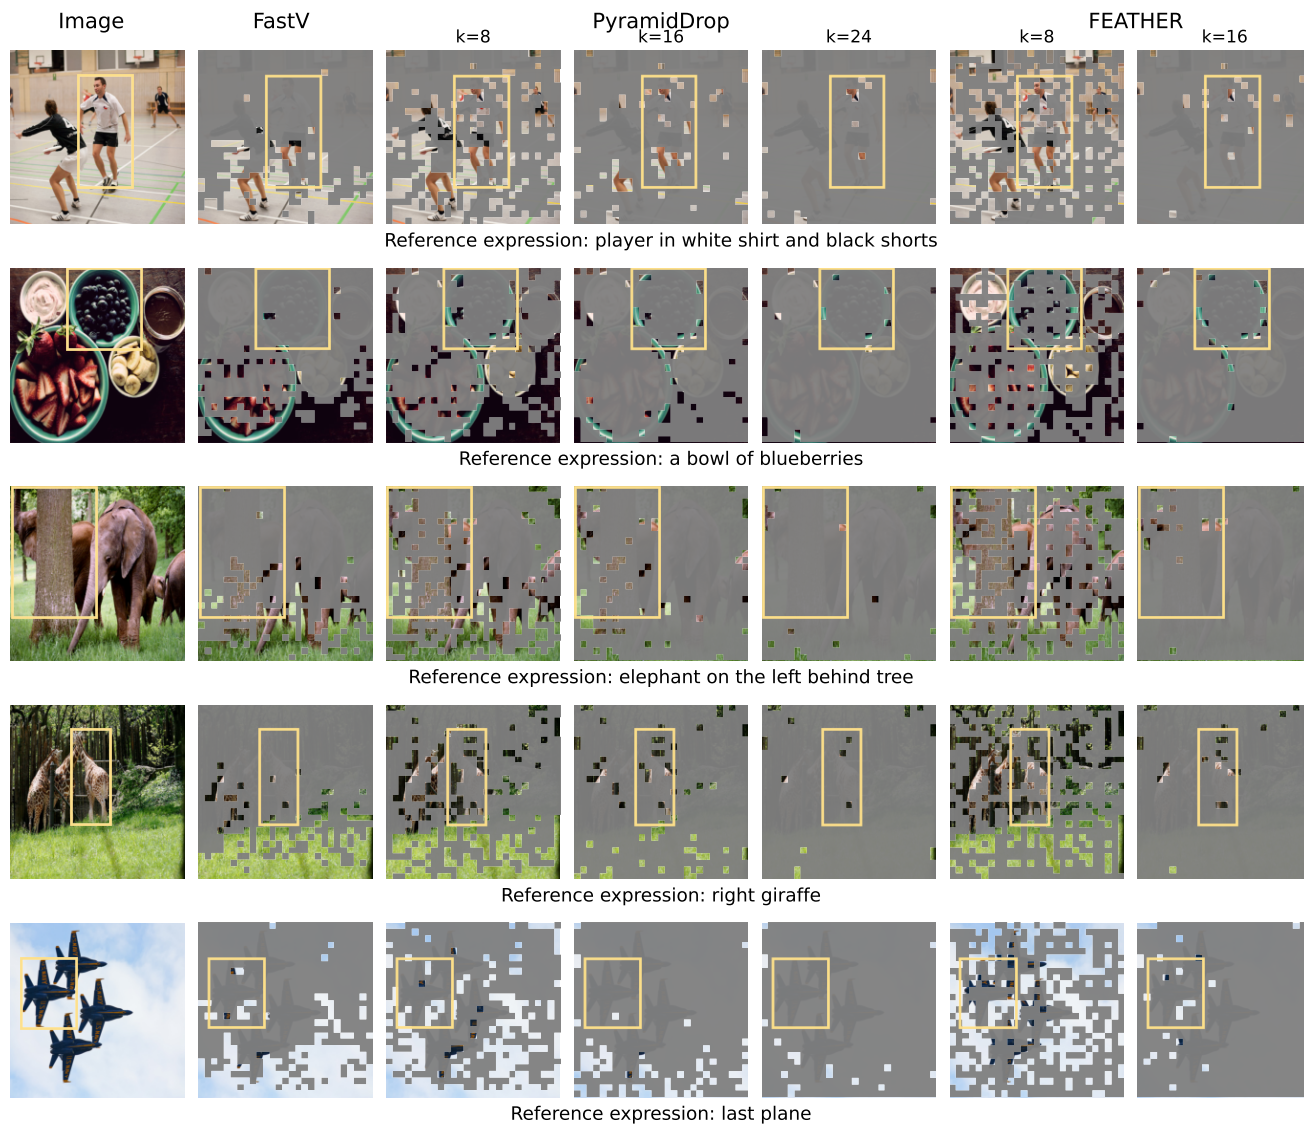 Image FastV PyramidDrop FEATHER
k=8 k=16 k=24 k=8 k=16
Reference expression: player in white shirt and black shorts
Reference expression: a bowl of blueberries
Reference expression: elephant on the left behind tree
Reference expression: right giraffe
Reference expression: last plane